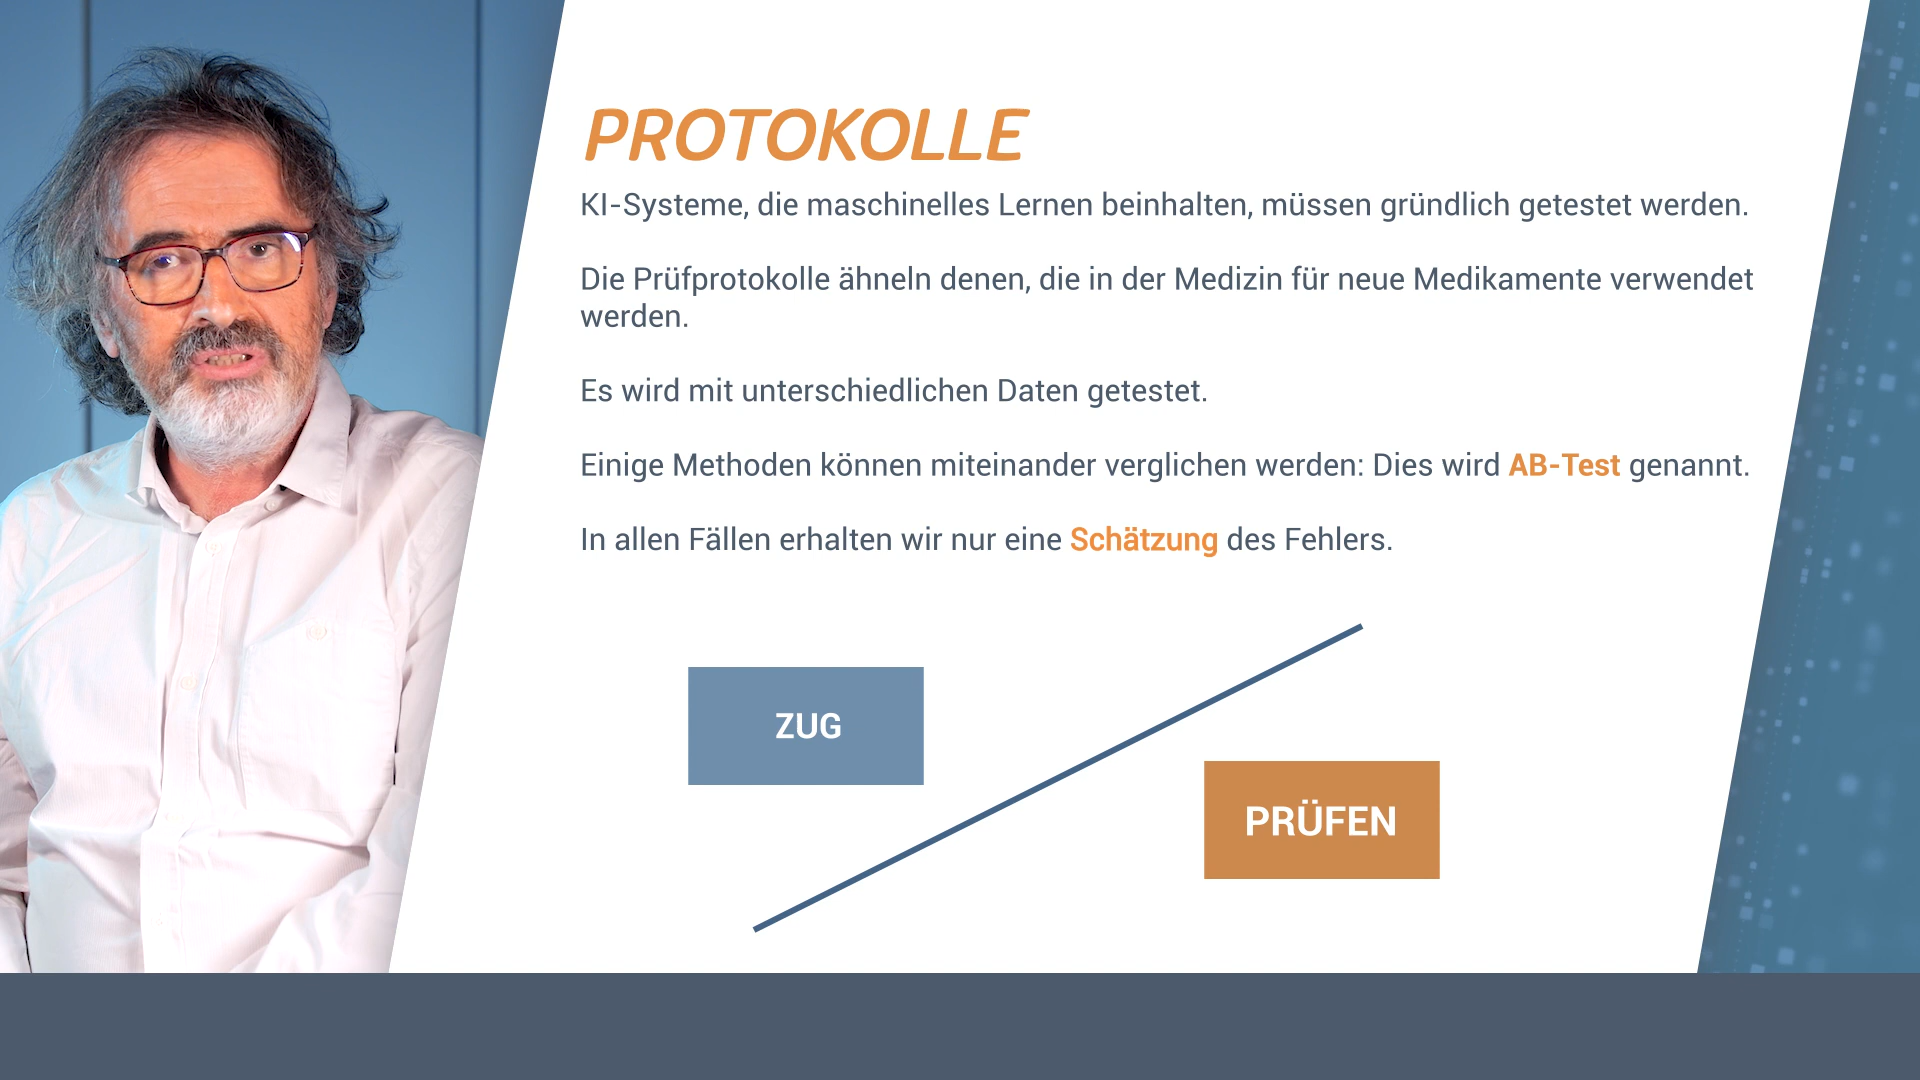 PROTOKOLLE
KI-Systeme, die maschinelles Lernen beinhalten, müssen gründlich getestet werden.
Die Prüfprotokolle ähneln denen, die in der Medizin für neue Medikamente verwendet
werden.
Es wird mit unterschiedlichen Daten getestet.
Einige Methoden können miteinander verglichen werden: Dies wird AB-Test genannt.
In allen Fällen erhalten wir nur eine Schätzung des Fehlers.
ZUG
PRÜFEN